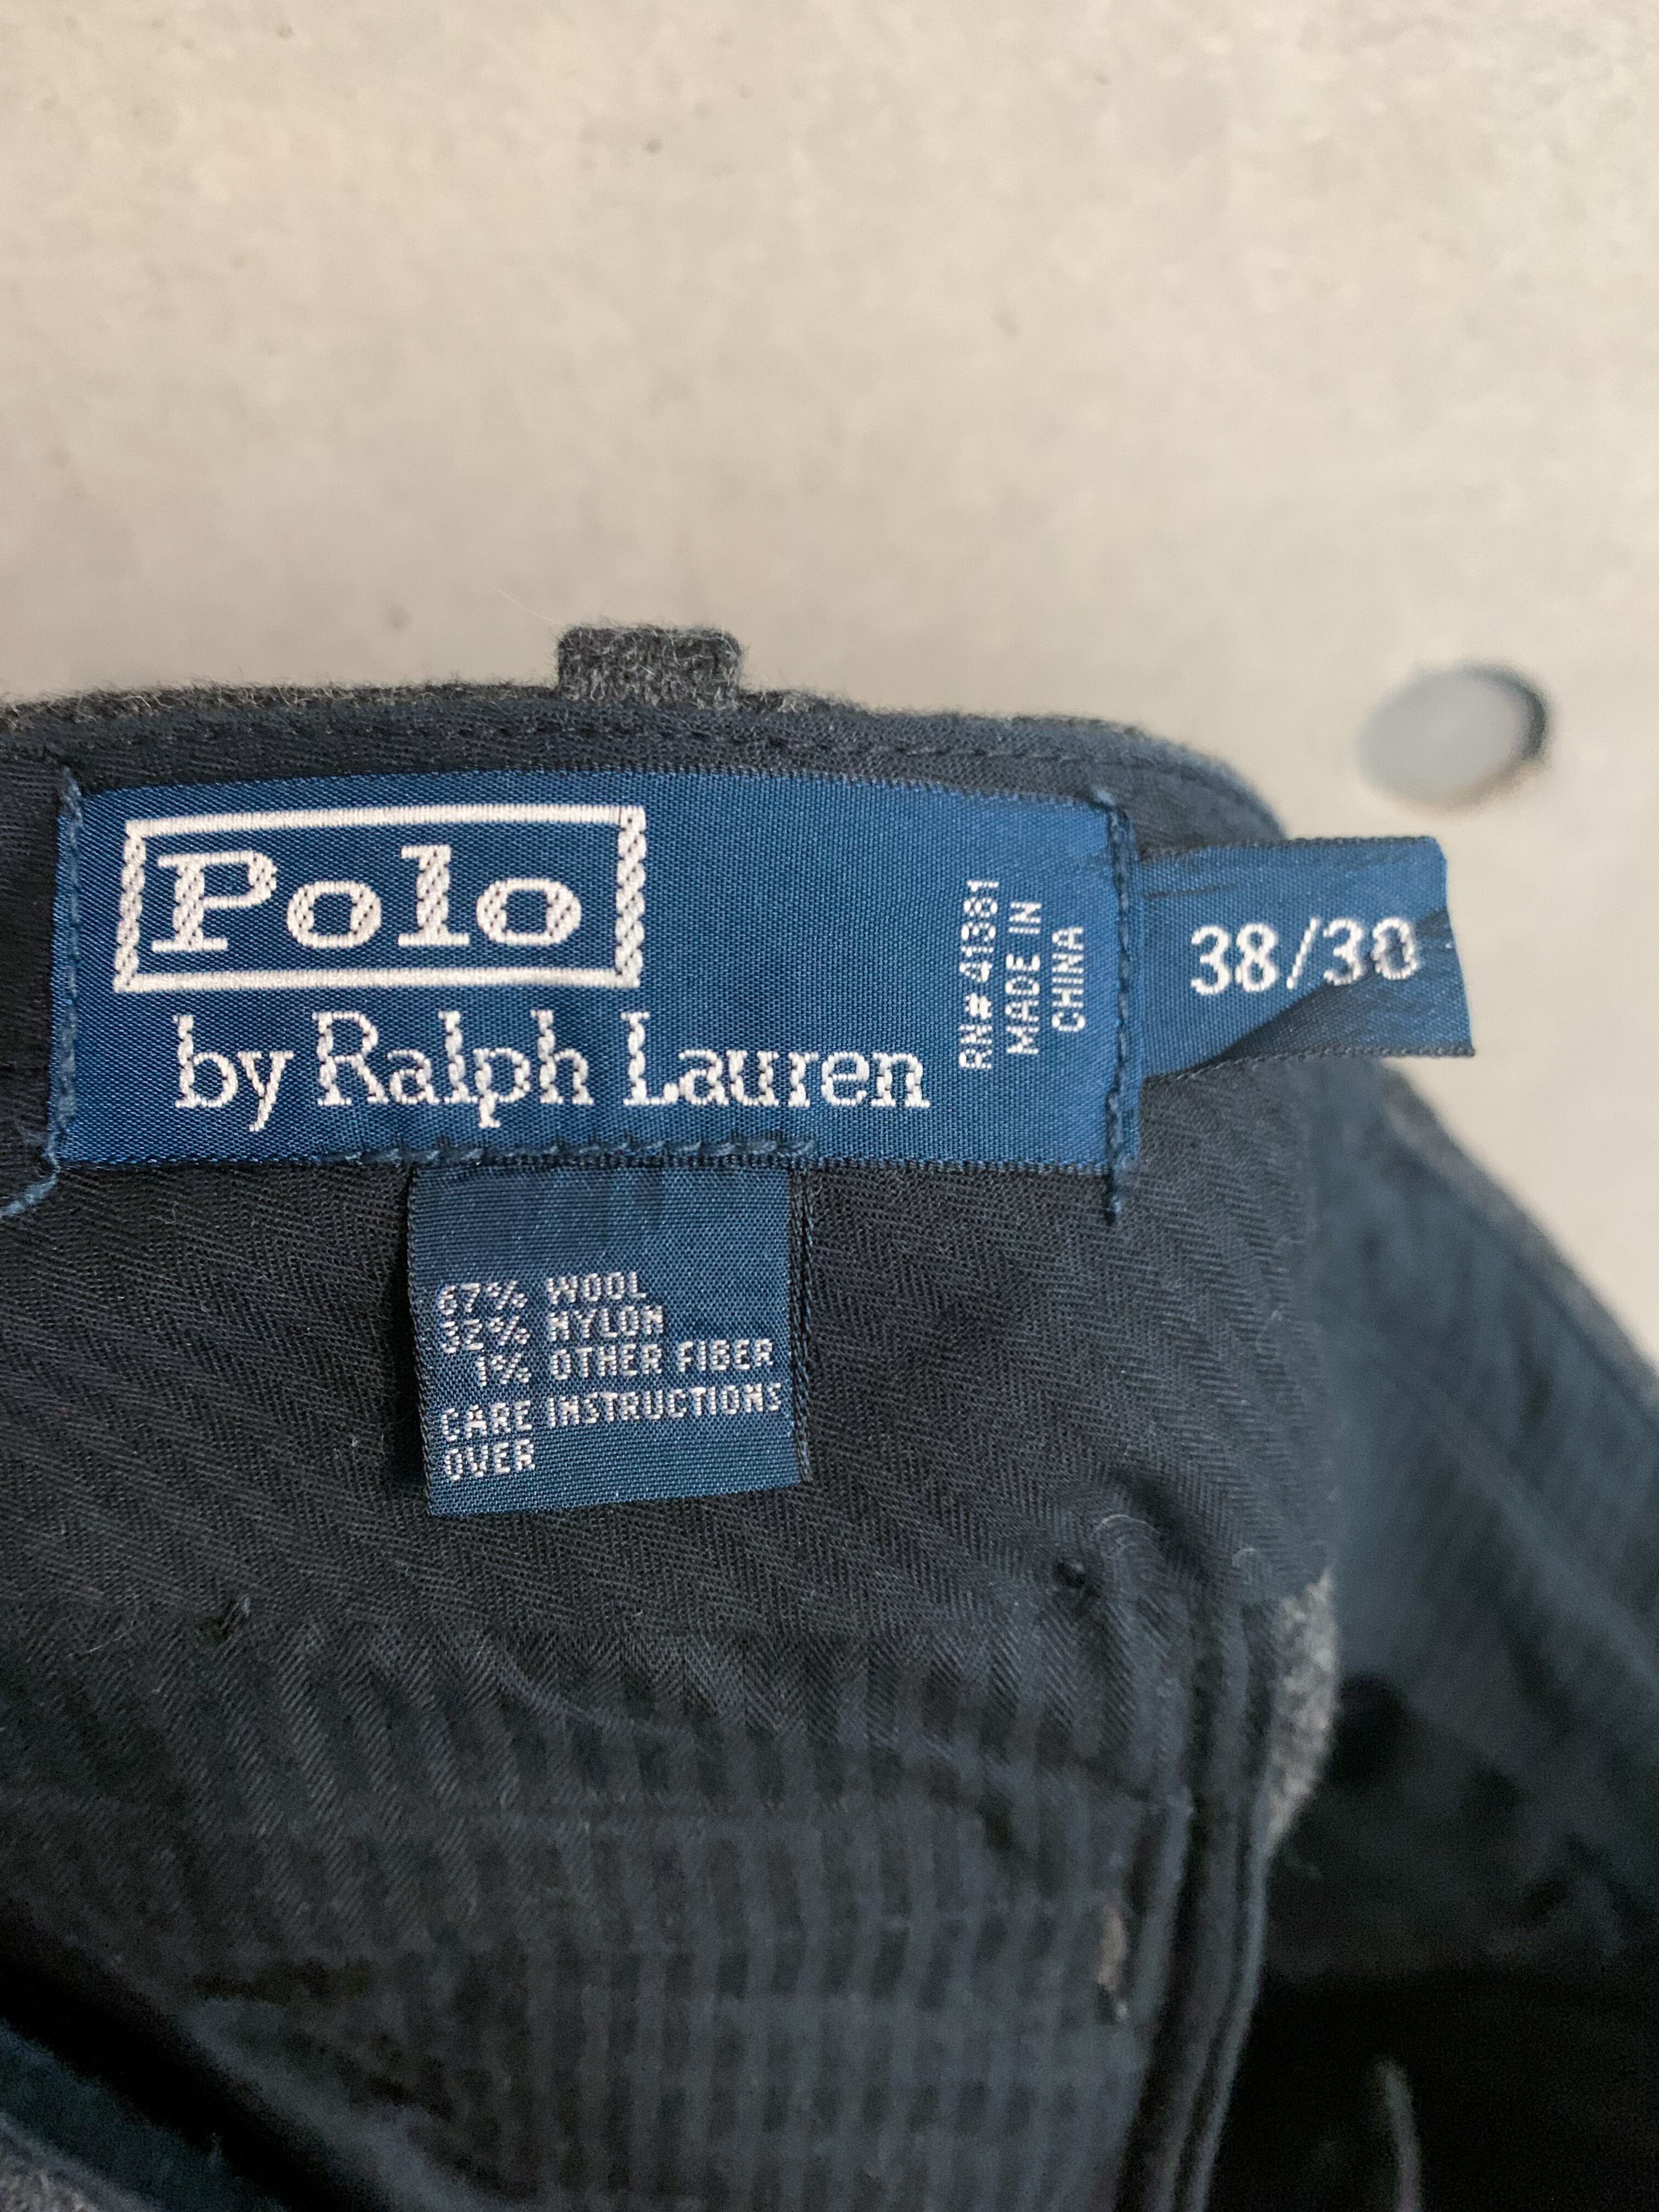 Polo
by Ralph Lauren
RN# 41381
MADE IN
CHINA
38/30
67% WOOL
32% NYLON
1% OTHER FIBER
CARE INSTRUCTIONS
OVER